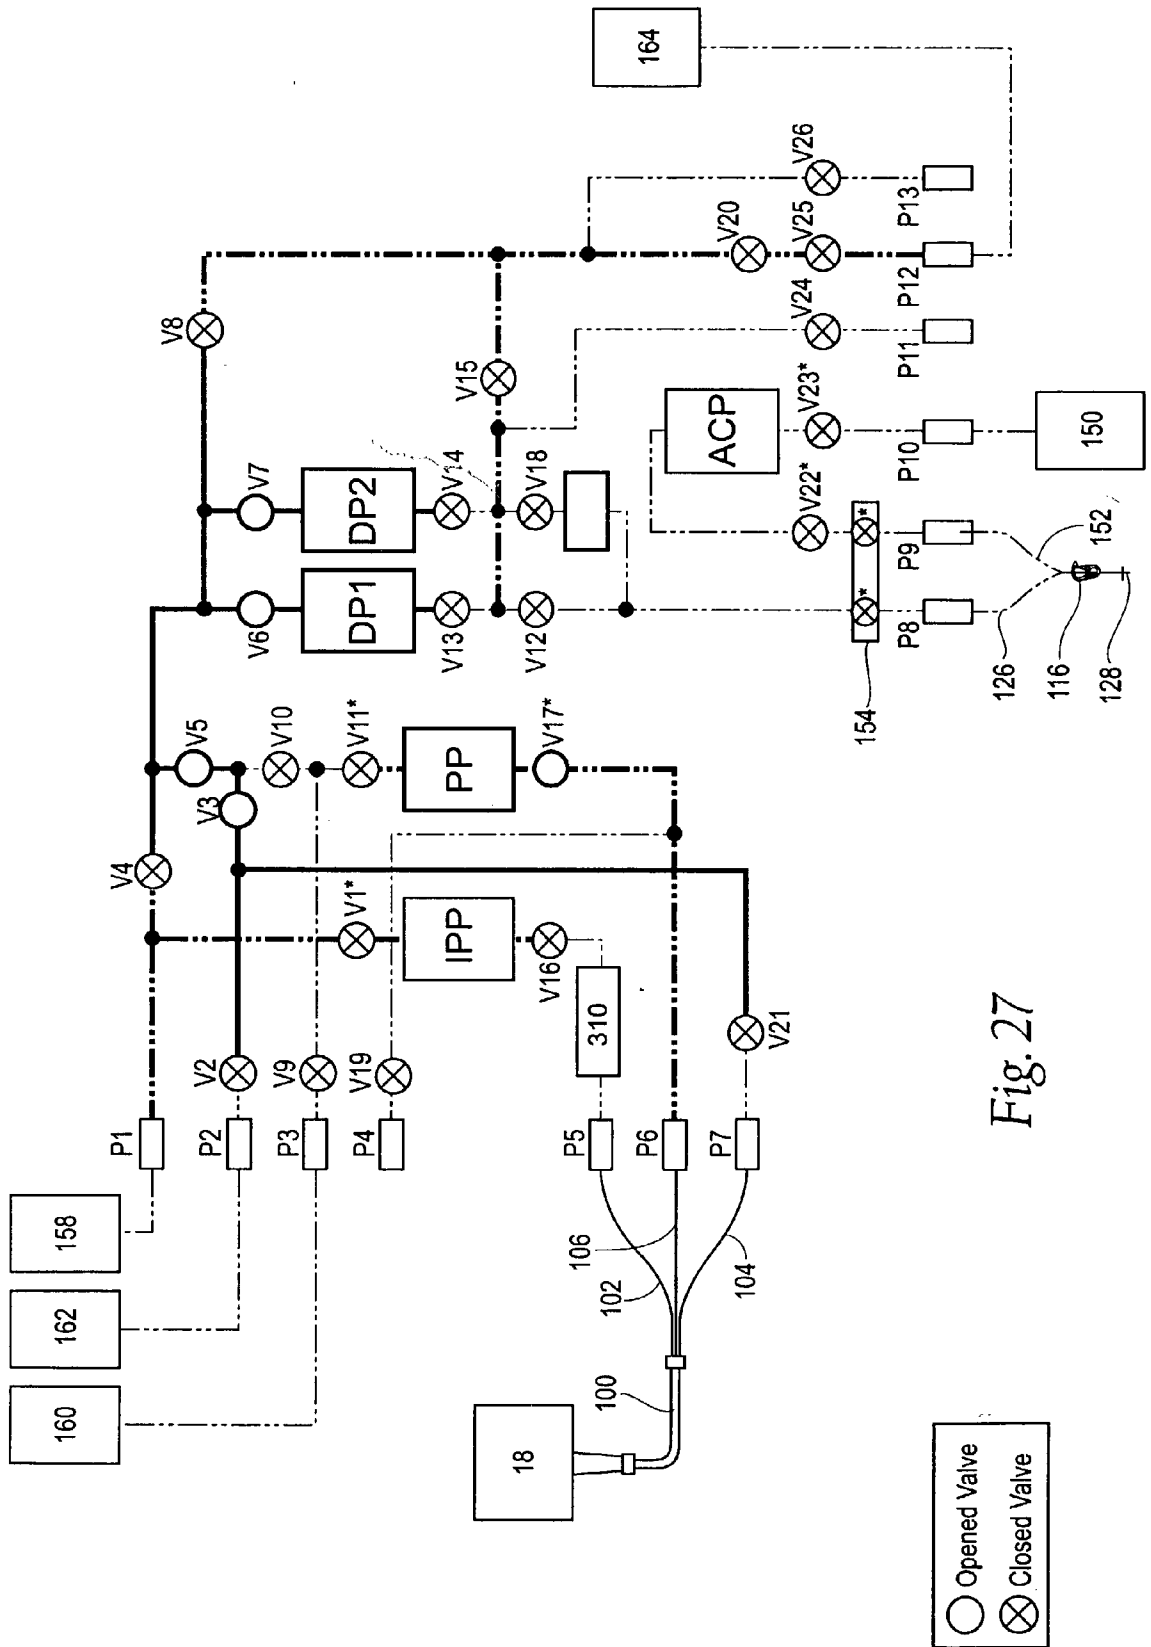 160
162
158
P1
P2
P3
P4
V2
V9
V19
V4
V1*
IPP
V16
310
V3
V5
V10
V11*
PP
V17*
V21
P5
P6
P7
102
106
104
100
18
V6
V7
V8
DP1
DP2
V13
V14
V12
V18
V15
V20
V26
V24
V25
ACP
V22*
V23*
*
*
154
P8
P9
P10
P11
P12
P13
164
150
126
116
128
152
Opened Valve
Closed Valve
Fig. 27